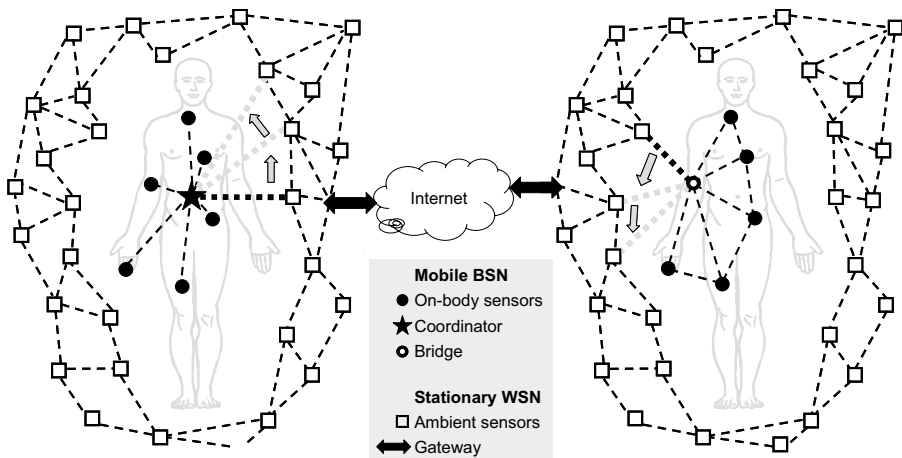 Internet
Mobile BSN
On-body sensors
Coordinator
Bridge
Stationary WSN
Ambient sensors
Gateway